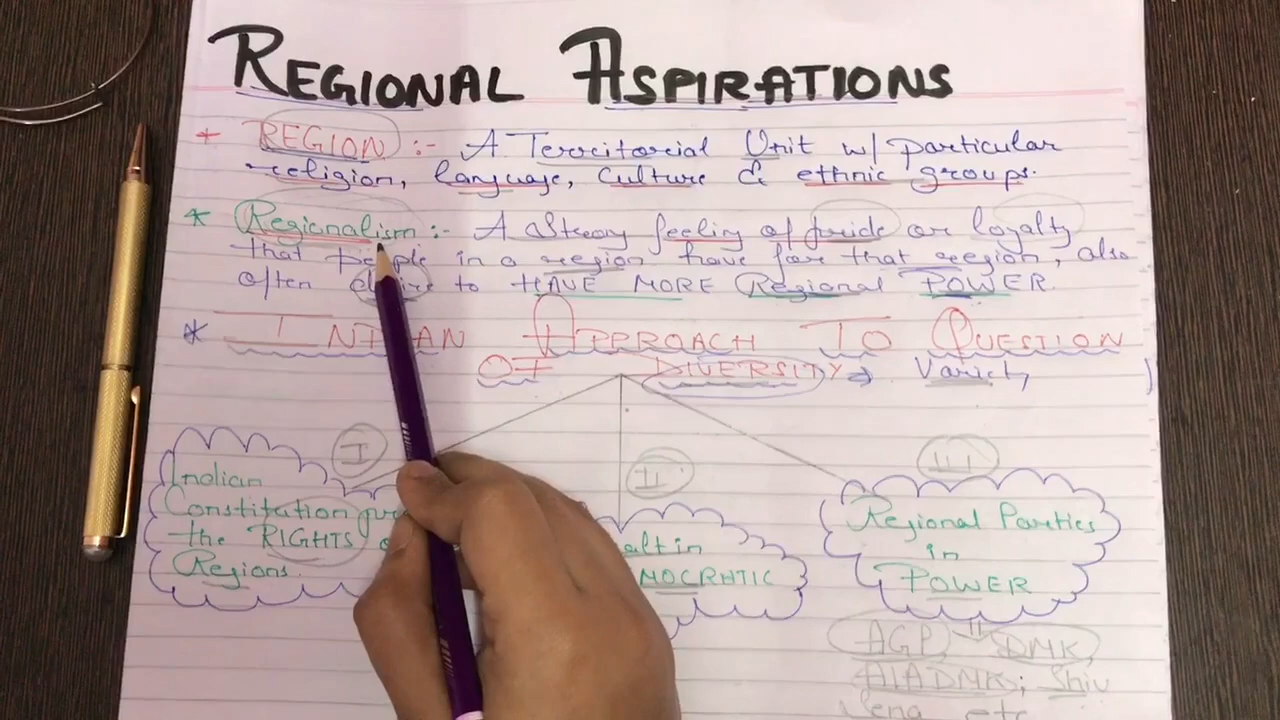 REGIONAL ASPIRATIONS
* REGION :- A Territorial Unit w/ particular
religion, language, Culture & ethnic groups.
* Regionalism :- A strong feeling of pride or loyalty
that people in a region have for that region, also
often to HAVE MORE Regional POWER.
* APPROACH TO QUESTION
OF DIVERSITY → Variety
I
II
III
Indian
Constitution
the RIGHTS
Regions.
in
Regional Parties
in
POWER
AGP, DMK,
AIADMK; Shiv
Sena etc